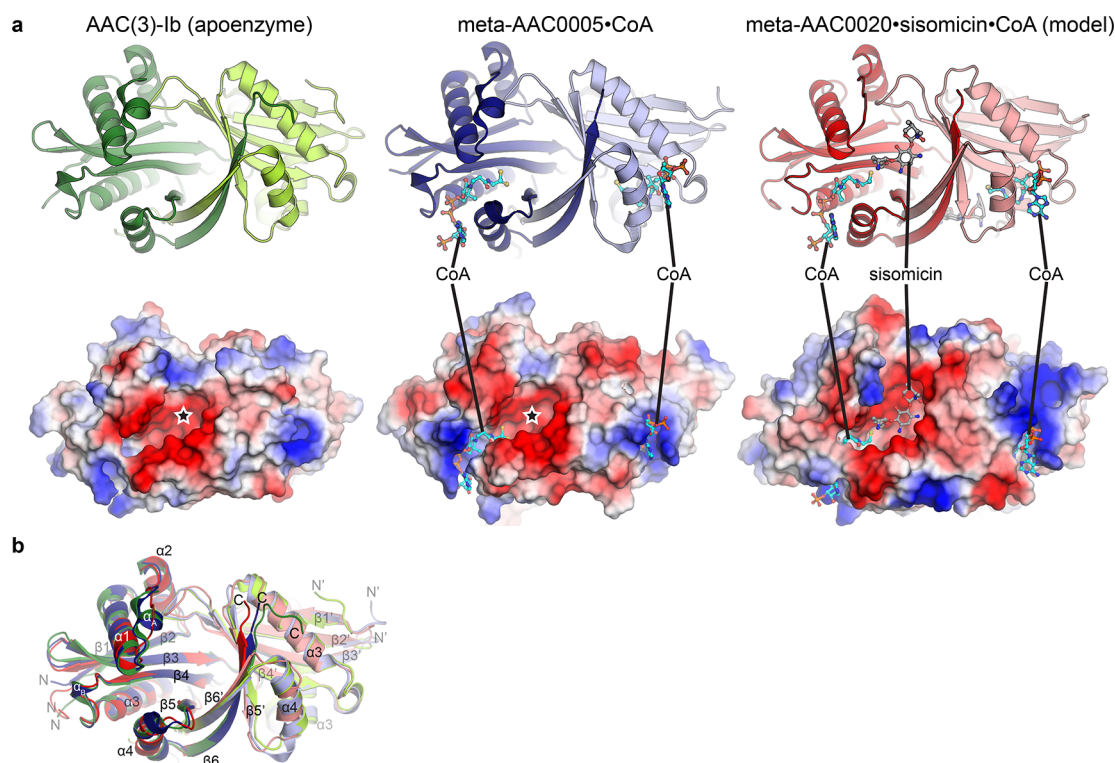 a
AAC(3)-Ib (apoenzyme)
meta-AAC0005•CoA
meta-AAC0020•sisomicin•CoA (model)
CoA
CoA
CoA
sisomicin
CoA
b
α2
N'
C
C
N'
αA
β1'
α1
β2
C
β2'
N'
β1
α3
β3'
β3
β4'
β4
N
αB
β6'
α3
β5
β5'
α4
N
N
α3
α4
β6